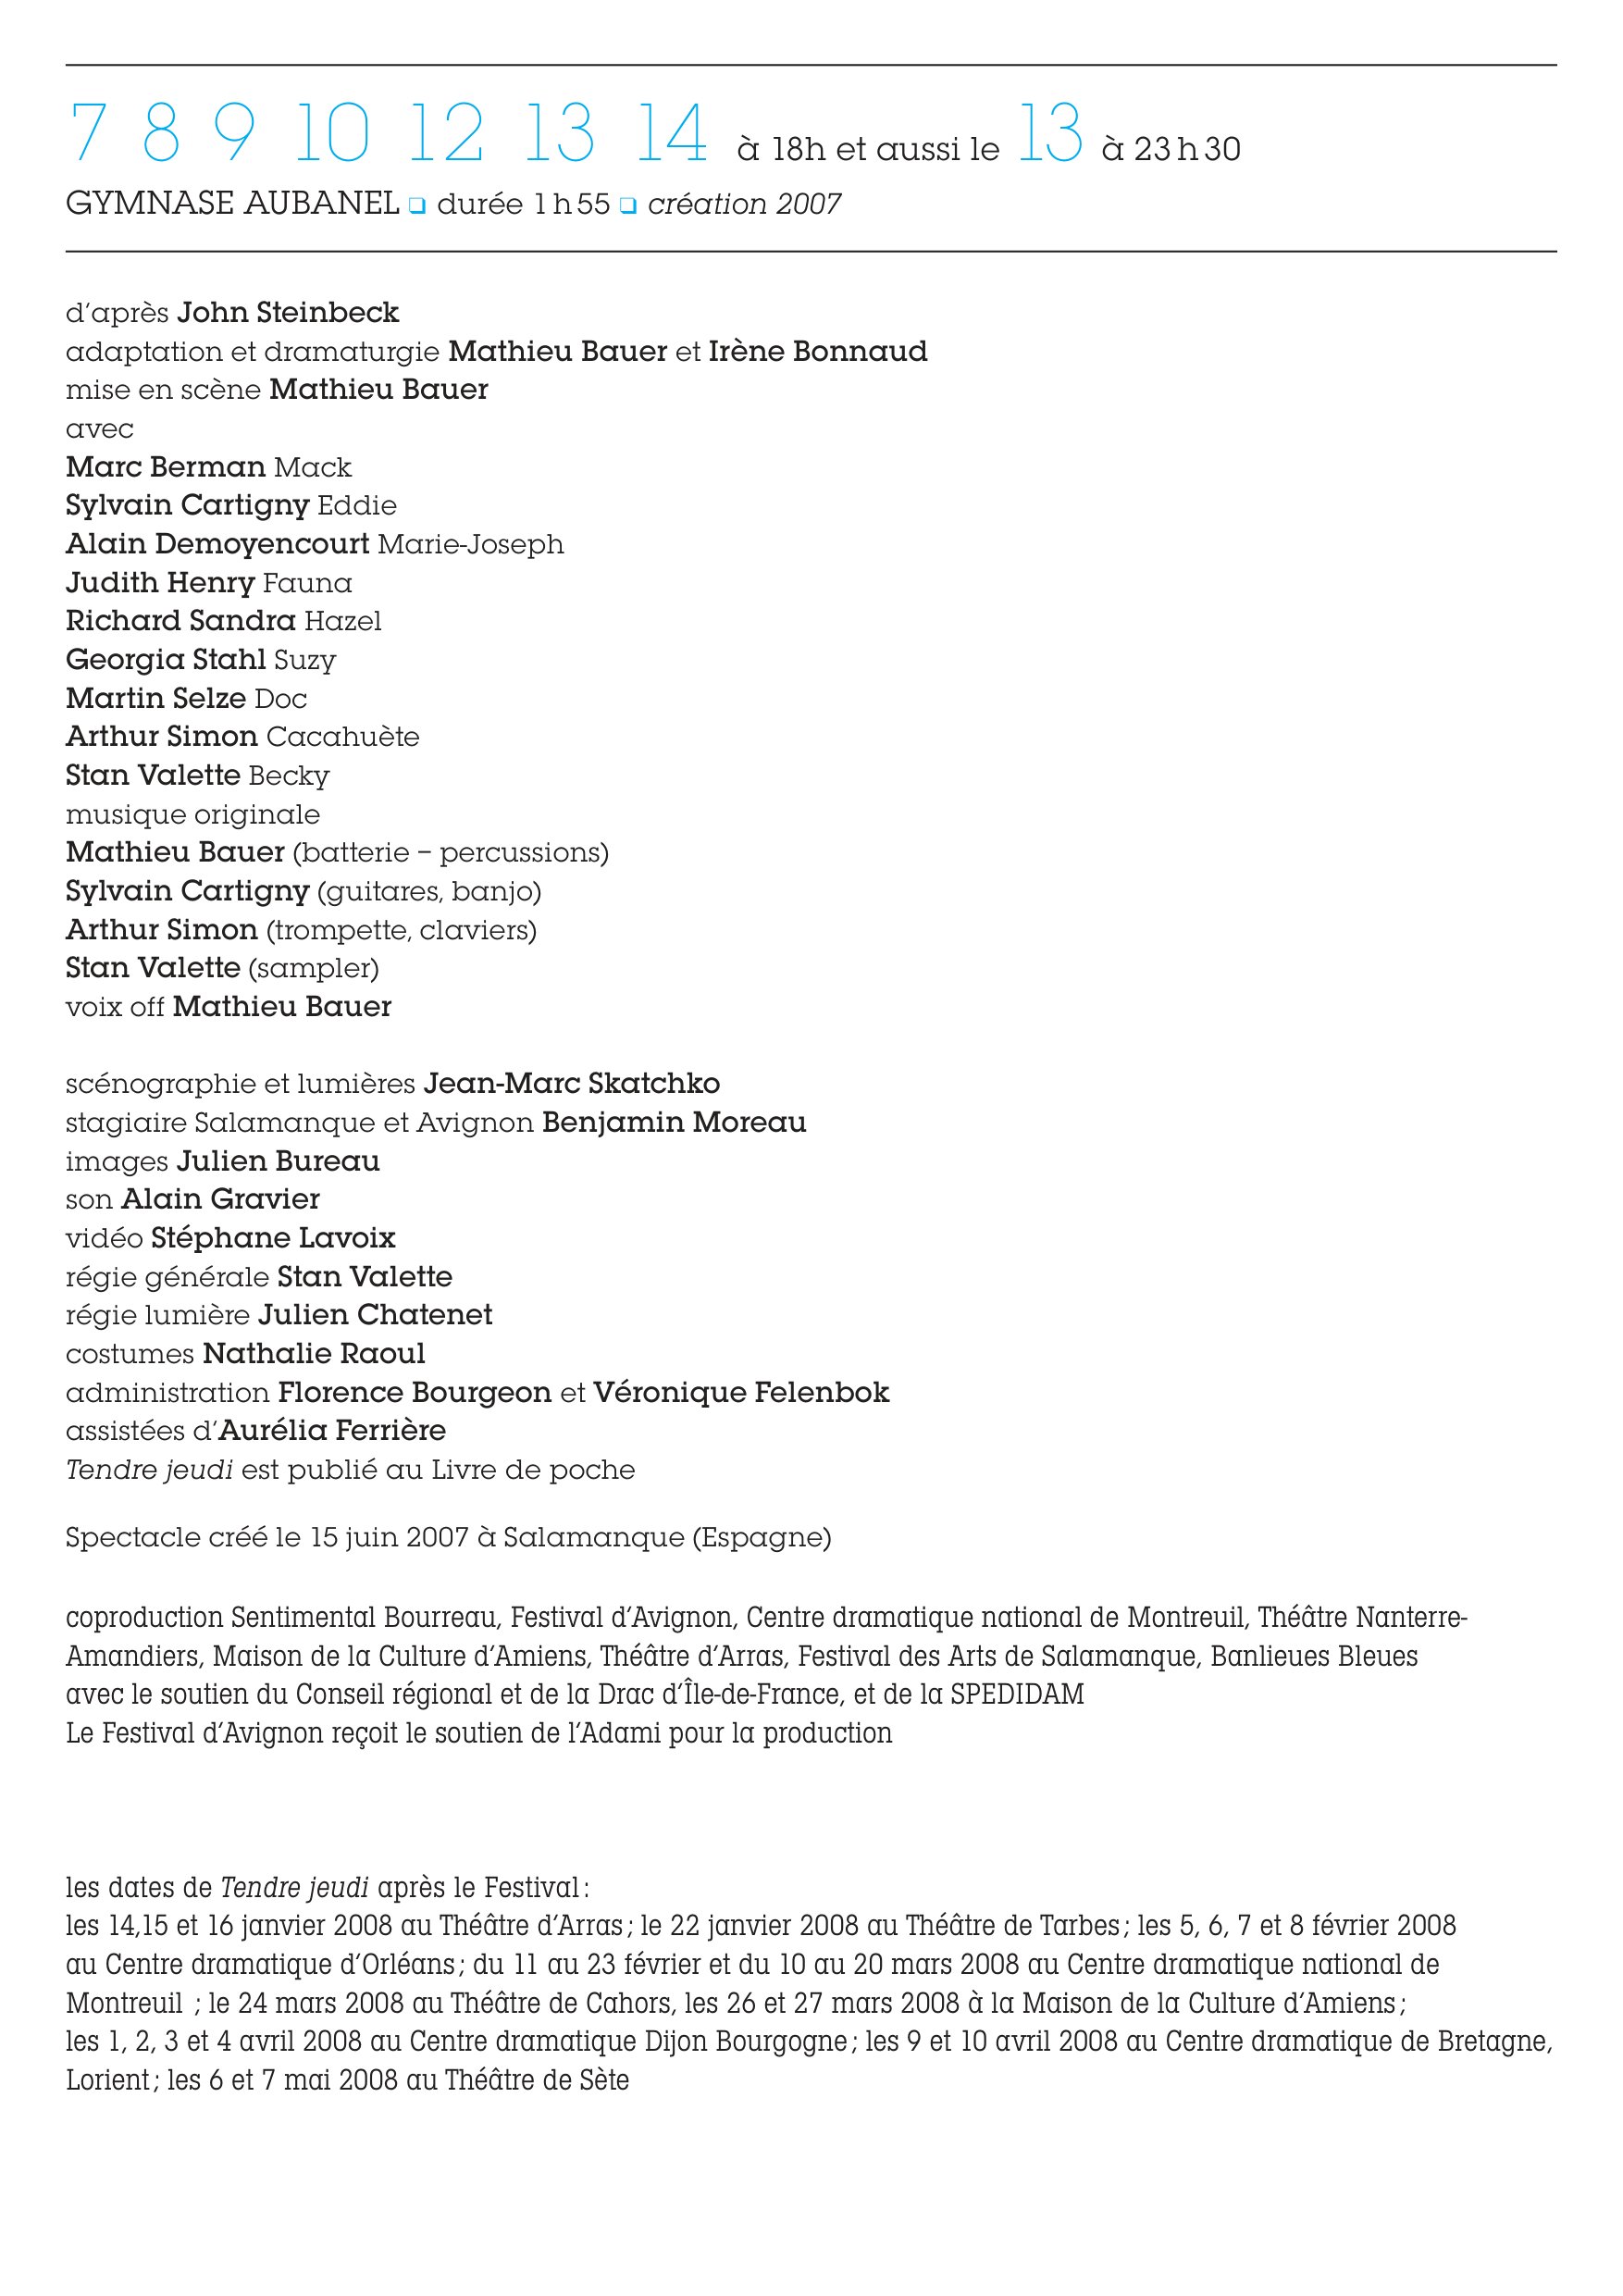 7 8 9 10 12 13 14 à 18h et aussi le 13 à 23 h 30
GYMNASE AUBANEL ❏ durée 1 h 55 ❏ création 2007
d’après John Steinbeck
adaptation et dramaturgie Mathieu Bauer et Irène Bonnaud
mise en scène Mathieu Bauer
avec
Marc Berman Mack
Sylvain Cartigny Eddie
Alain Demoyencourt Marie-Joseph
Judith Henry Fauna
Richard Sandra Hazel
Georgia Stahl Suzy
Martin Selze Doc
Arthur Simon Cacahuète
Stan Valette Becky
musique originale
Mathieu Bauer (batterie – percussions)
Sylvain Cartigny (guitares, banjo)
Arthur Simon (trompette, claviers)
Stan Valette (sampler)
voix off Mathieu Bauer
scénographie et lumières Jean-Marc Skatchko
stagiaire Salamanque et Avignon Benjamin Moreau
images Julien Bureau
son Alain Gravier
vidéo Stéphane Lavoix
régie générale Stan Valette
régie lumière Julien Chatenet
costumes Nathalie Raoul
administration Florence Bourgeon et Véronique Felenbok
assistées d’Aurélia Ferrière
Tendre jeudi est publié au Livre de poche
Spectacle créé le 15 juin 2007 à Salamanque (Espagne)
coproduction Sentimental Bourreau, Festival d’Avignon, Centre dramatique national de Montreuil, Théâtre Nanterre-
Amandiers, Maison de la Culture d’Amiens, Théâtre d’Arras, Festival des Arts de Salamanque, Banlieues Bleues
avec le soutien du Conseil régional et de la Drac d’Île-de-France, et de la SPEDIDAM
Le Festival d’Avignon reçoit le soutien de l’Adami pour la production
les dates de Tendre jeudi après le Festival :
les 14,15 et 16 janvier 2008 au Théâtre d’Arras ; le 22 janvier 2008 au Théâtre de Tarbes ; les 5, 6, 7 et 8 février 2008
au Centre dramatique d’Orléans ; du 11 au 23 février et du 10 au 20 mars 2008 au Centre dramatique national de
Montreuil ; le 24 mars 2008 au Théâtre de Cahors, les 26 et 27 mars 2008 à la Maison de la Culture d’Amiens ;
les 1, 2, 3 et 4 avril 2008 au Centre dramatique Dijon Bourgogne ; les 9 et 10 avril 2008 au Centre dramatique de Bretagne,
Lorient ; les 6 et 7 mai 2008 au Théâtre de Sète